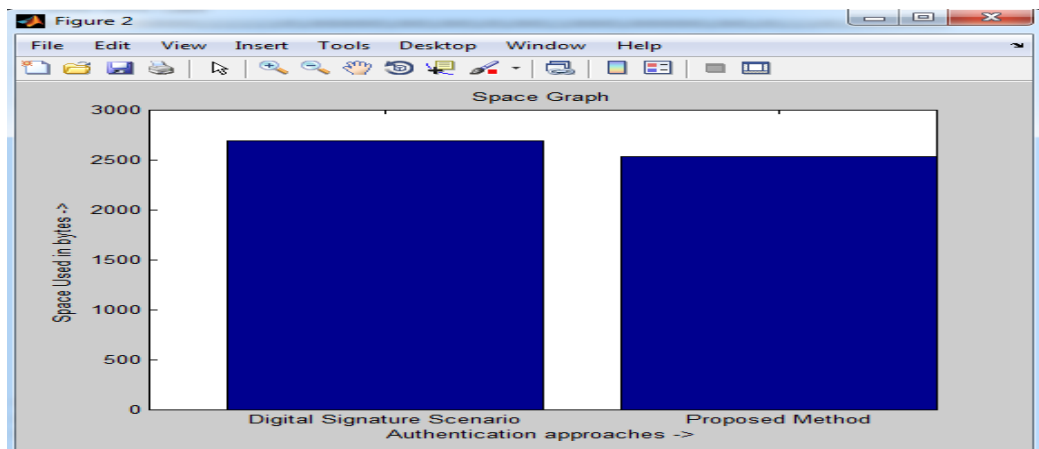 Figure 2
File Edit View Insert Tools Desktop Window Help
Space Graph
3000
2500
2000
1500
1000
500
0
Space Used in bytes ->
Digital Signature Scenario Proposed Method
Authentication approaches ->